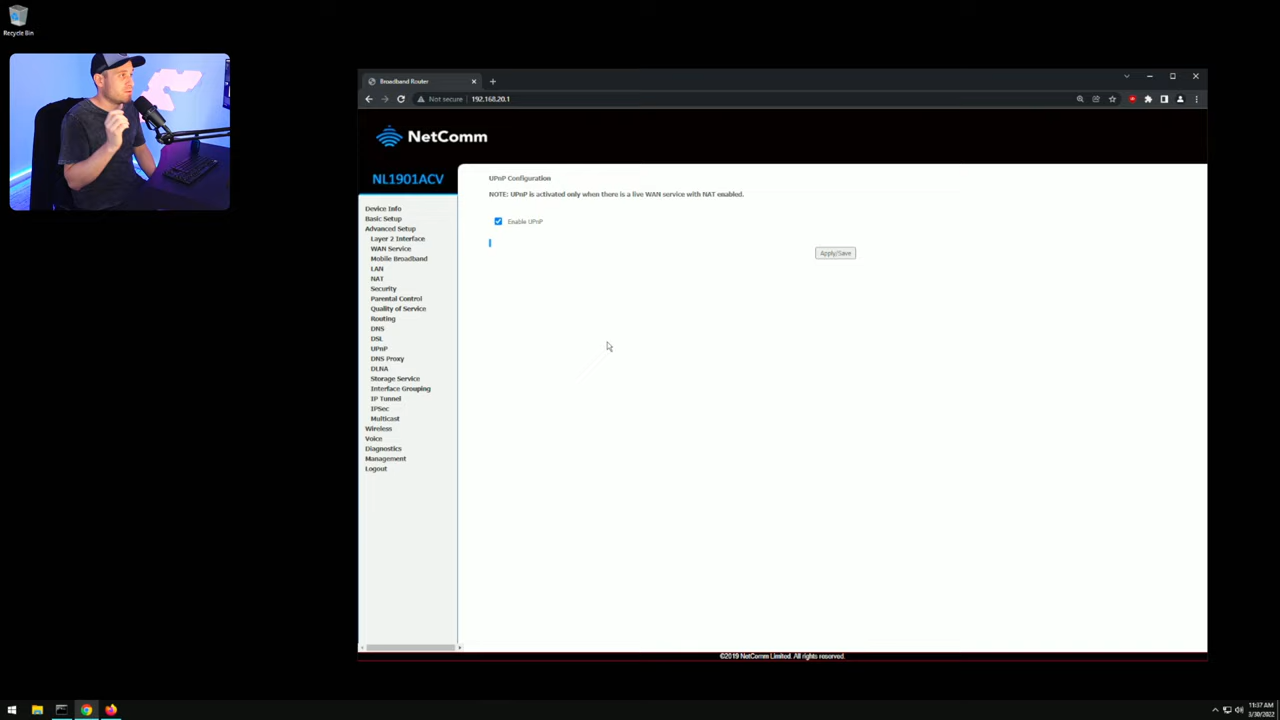 Recycle Bin
Broadband Router
Not secure
192.168.20.1
NetComm
NL1901ACV
Device Info
Basic Setup
Advanced Setup
Layer 2 Interface
WAN Service
Mobile Broadband
LAN
NAT
Security
Parental Control
Quality of Service
Routing
DNS
DSL
UPnP
DNS Proxy
DLNA
Storage Service
Interface Grouping
IP Tunnel
IPSec
Multicast
Wireless
Voice
Diagnostics
Management
Logout
UPnP Configuration
NOTE: UPnP is activated only when there is a live WAN service with NAT enabled.
Enable UPnP
Apply/Save
©2019 NetComm Limited. All rights reserved.
11:37 AM
3/30/2022